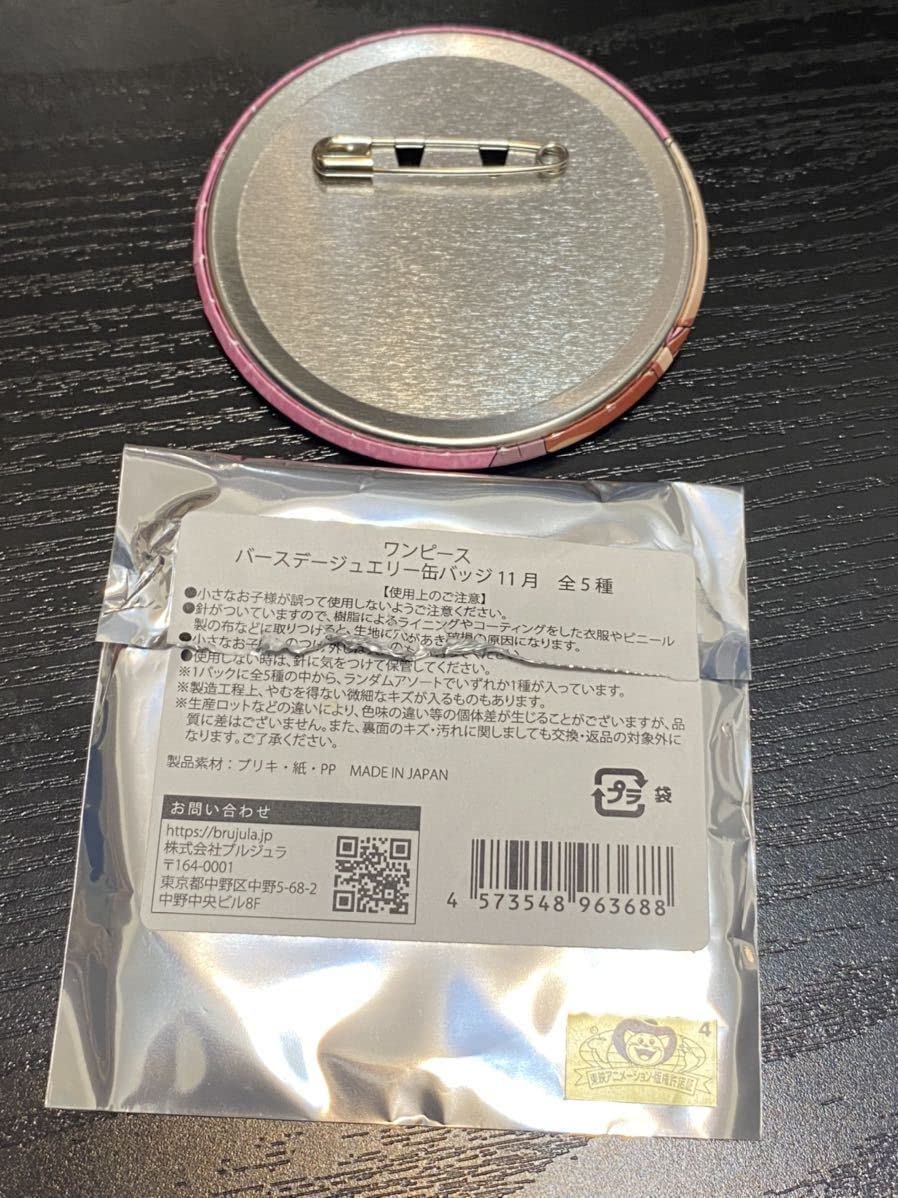 ワンピース
バースデージュエリー缶バッジ11月　全5種
【使用上のご注意】
●小さなお子様が誤って使用しないようご注意ください。
●針がついていますので、樹脂によるライニングやコーティングをした衣服やビニール
製の布などに取りつけると、生地に穴があき破損の原因になります。
●小さなお子
●使用しない時は、針に気をつけて保管してください。
※1パックに全5種の中から、ランダムアソートでいずれか1種が入っています。
※製造工程上、やむを得ない微細なキズが入るものもあります。
※生産ロットなどの違いにより、色味の違い等の個体差が生じることがございますが、品
質に差はございません。また、裏面のキズ・汚れに関しましても交換・返品の対象外に
なります。ご了承ください。
製品素材：ブリキ・紙・PP　MADE IN JAPAN
プラ 袋
お問い合わせ
https://brujula.jp
株式会社ブルジュラ
〒164-0001
東京都中野区中野5-68-2
中野中央ビル8F
4 573548 963688
4
東映アニメーション・版権許諾証